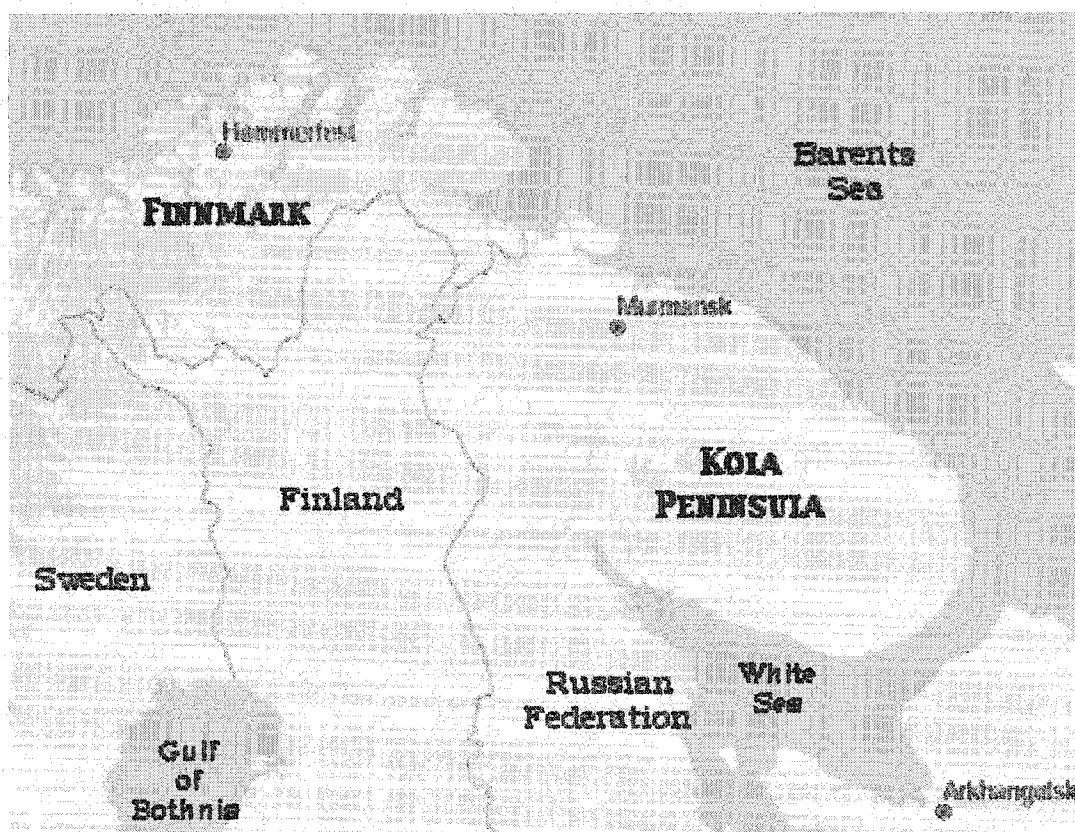 Hammerfest
Barents
Sea
FINNMARK
Murmansk
KOLA
PENINSULA
Finland
Sweden
White
Sea
Russian
Federation
Gulf
of
Bothnia
Arkhangelsk